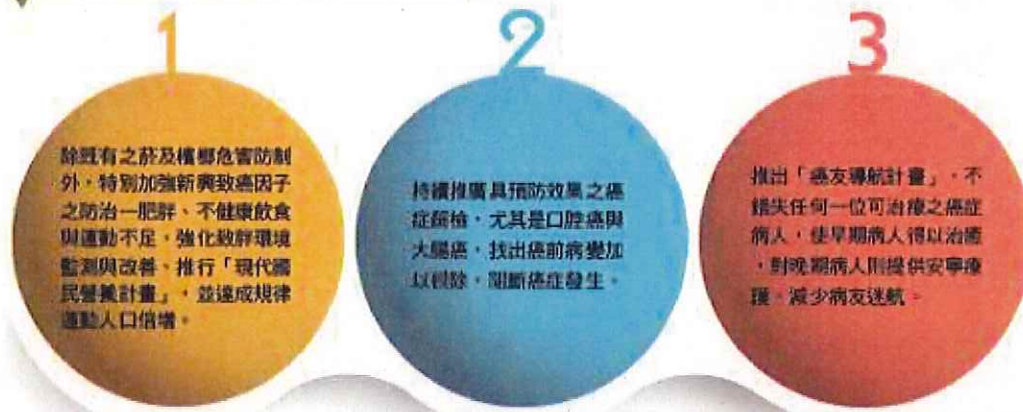 1
除既有之菸及檳榔危害防制
外，特別加強新興致癌因子
之防治—肥胖、不健康飲食
與運動不足，強化致胖環境
監測與改善、推行「現代國
民營養計畫」，並達成規律
運動人口倍增。
2
持續推廣具預防效果之癌
症篩檢，尤其是口腔癌與
大腸癌，找出癌前病變加
以根除，阻斷癌症發生。
3
推出「癌友導航計畫」，不
錯失任何一位可治療之癌症
病人，使早期病人得以治癒
，對晚期病人則提供安寧療
護，減少病友迷航。